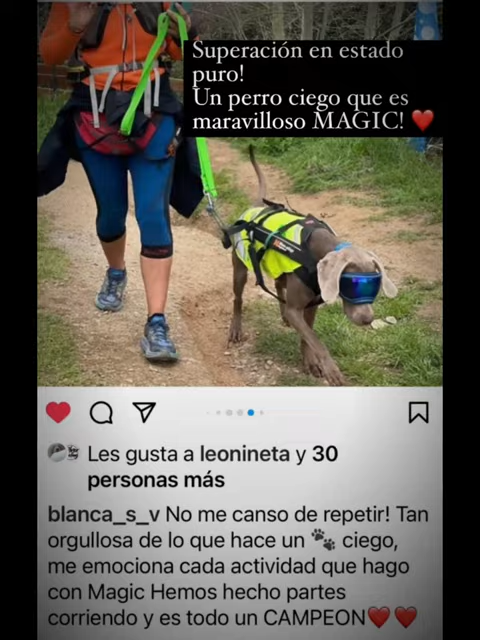 Superación en estado
puro!
Un perro ciego que es
maravilloso MAGIC! ❤️
Les gusta a leonineta y 30
personas más
blanca_s_v No me canso de repetir! Tan
orgullosa de lo que hace un 🐾 ciego,
me emociona cada actividad que hago
con Magic Hemos hecho partes
corriendo y es todo un CAMPEON❤️❤️